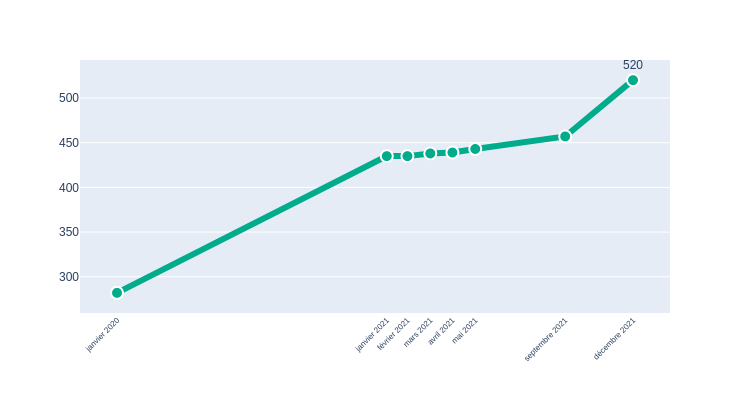 520
500
450
400
350
300
janvier 2020
janvier 2021
février 2021
mars 2021
avril 2021
mai 2021
septembre 2021
décembre 2021